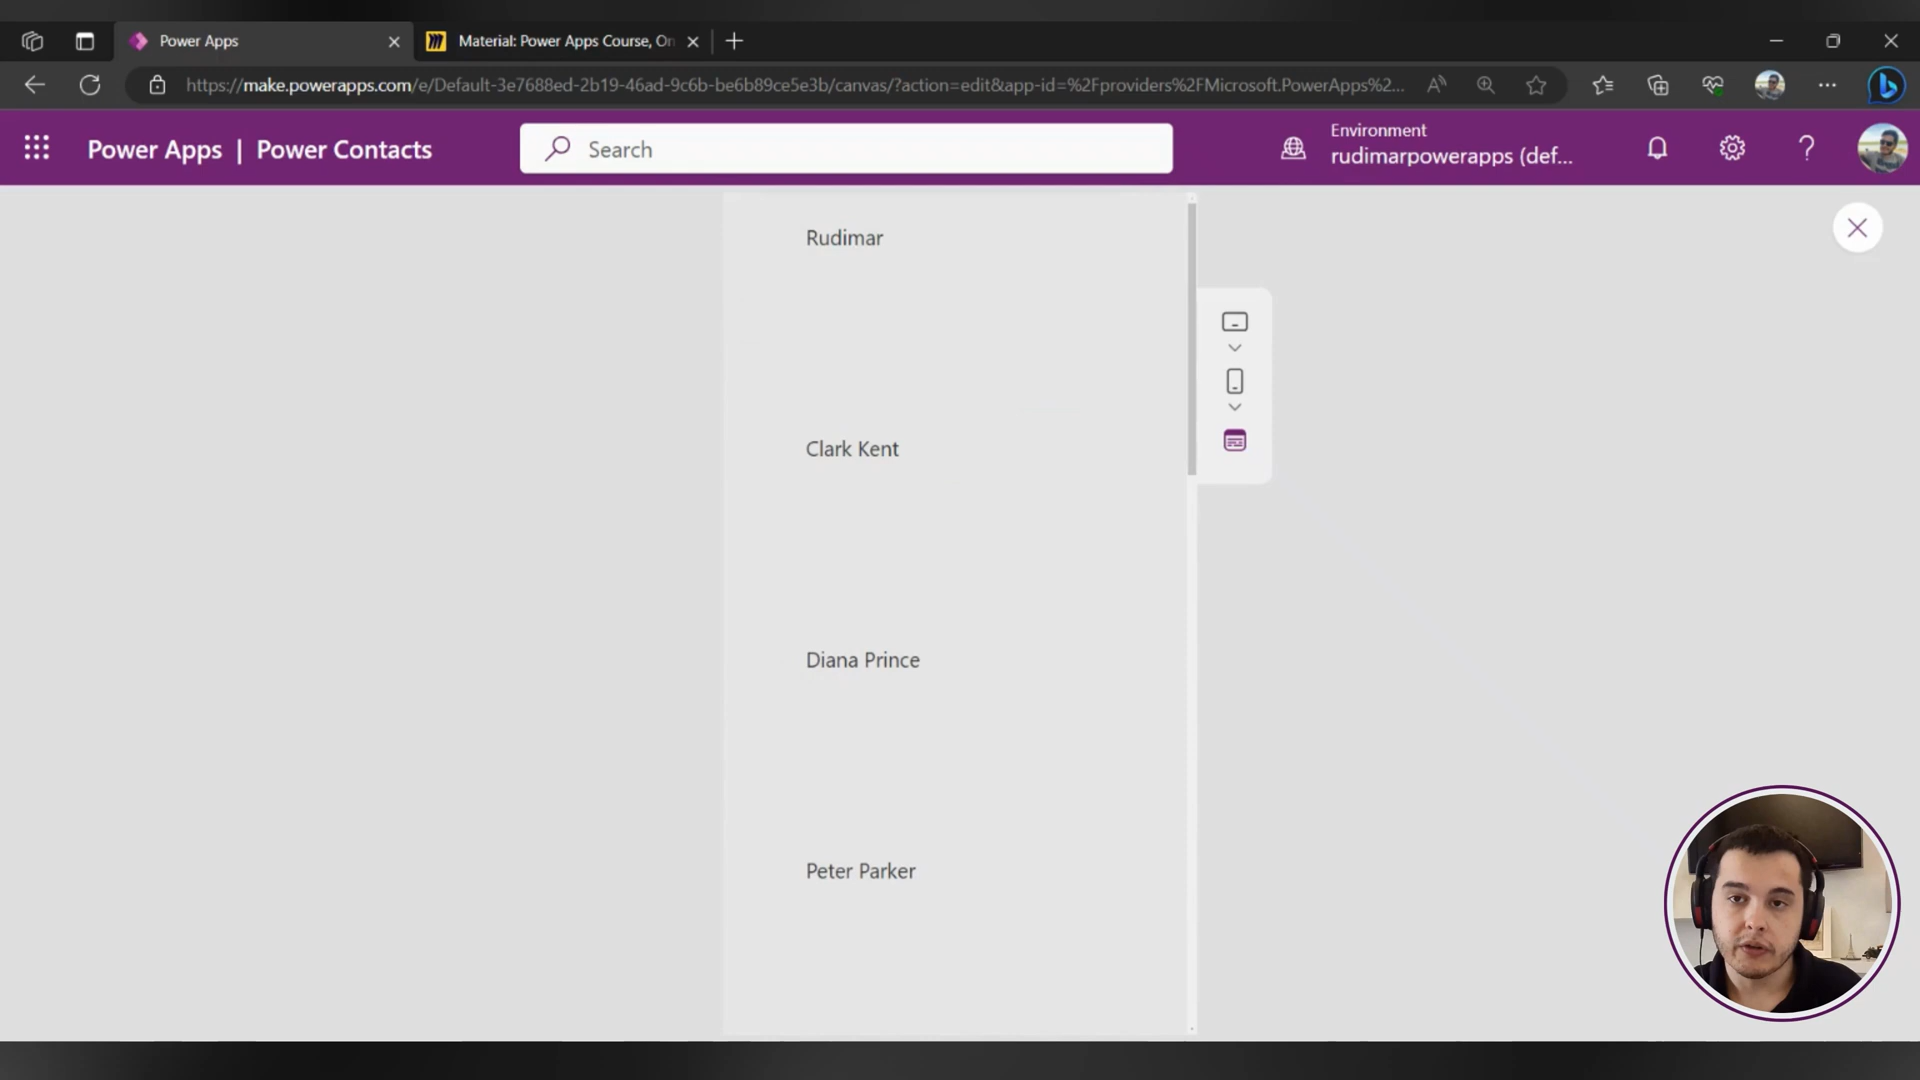 Power Apps
Material: Power Apps Course, On
https://make.powerapps.com/e/Default-3e7688ed-2b19-46ad-9c6b-be6b89ce5e3b/canvas/?action=edit&app-id=%2Fproviders%2FMicrosoft.PowerApps%2...
Power Apps | Power Contacts
Search
Environment
rudimarpowerapps (def...
Rudimar
Clark Kent
Diana Prince
Peter Parker